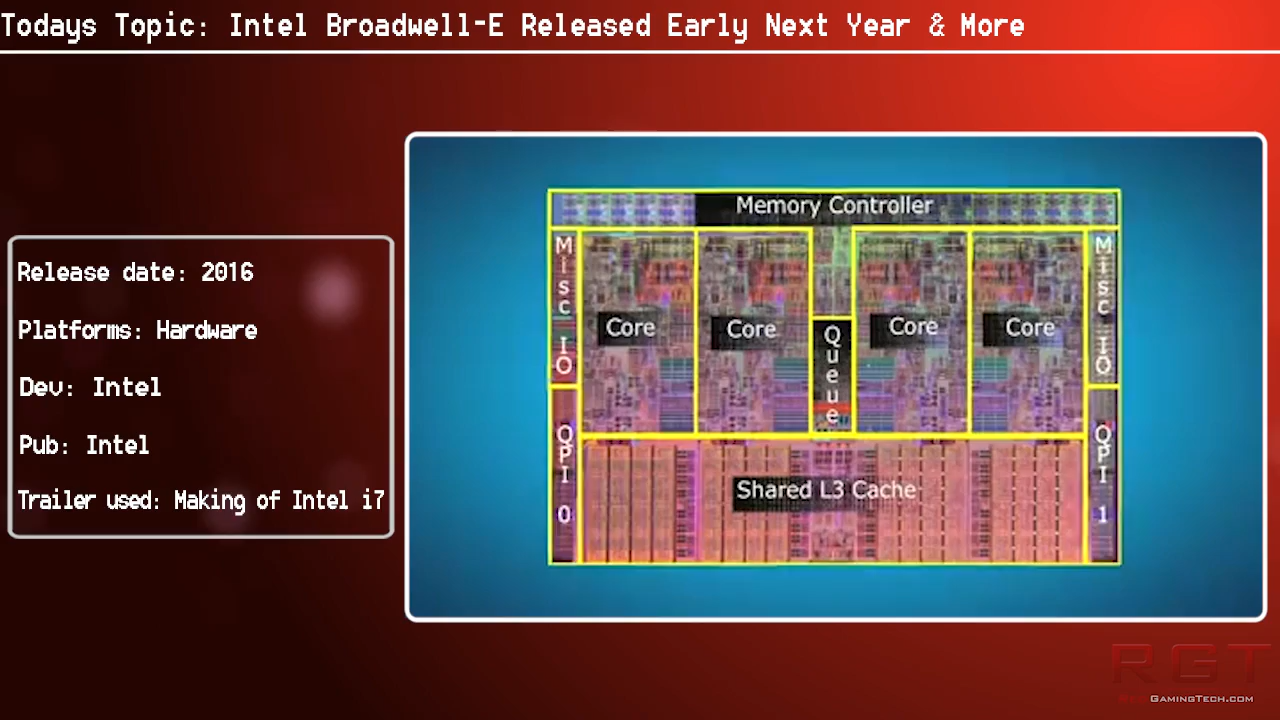 Todays Topic: Intel Broadwell-E Released Early Next Year & More
Release date: 2016
Platforms: Hardware
Dev: Intel
Pub: Intel
Trailer used: Making of Intel i7
Memory Controller
Misc IO
Core
Core
Queue
Core
Core
Misc IO
QPI 0
Shared L3 Cache
QPI 1
RGT
RedGamingTech.com